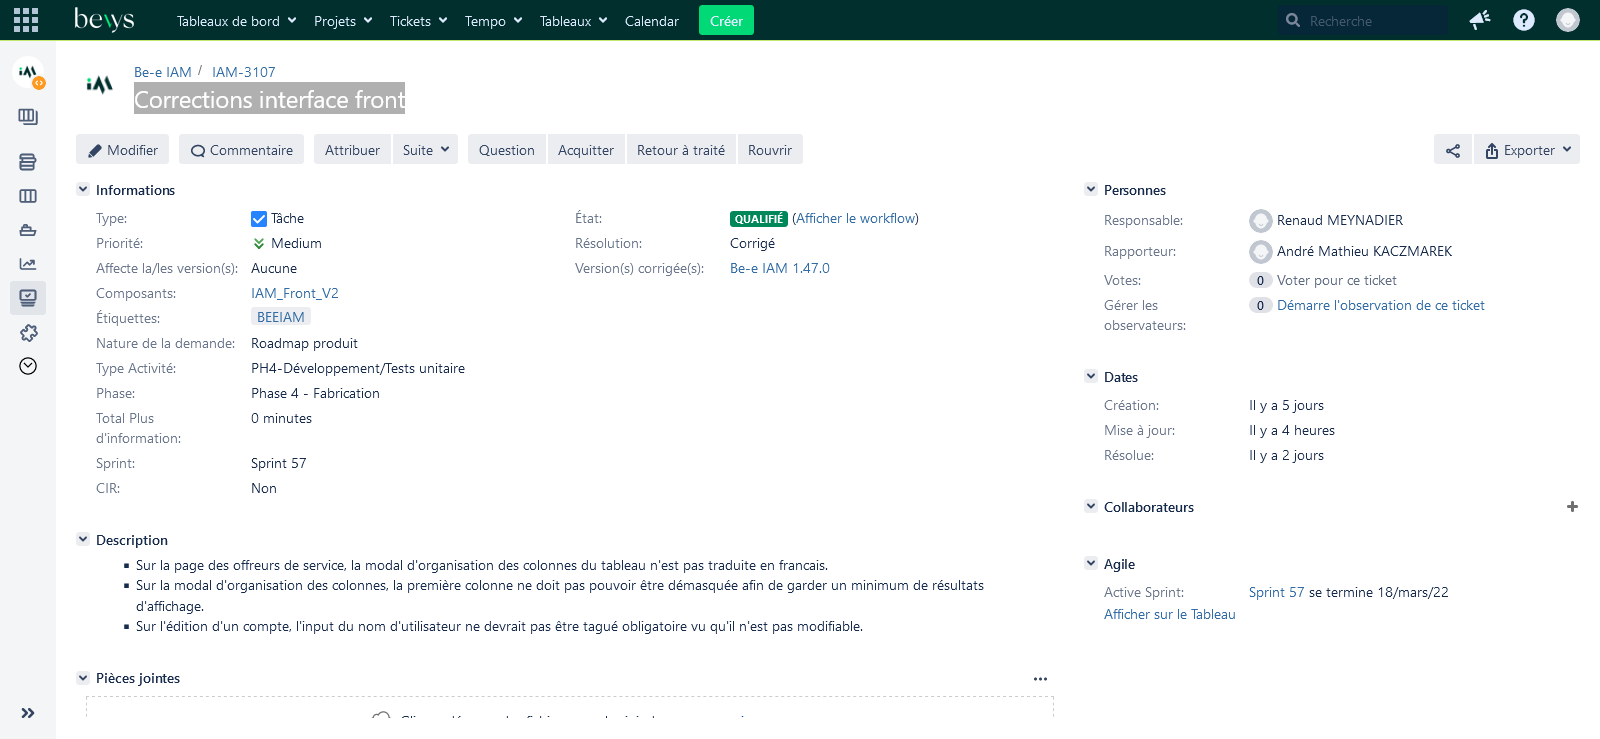 bewys Tableaux de bord Projets Tickets Tempo Tableaux Calendar Créer Recherche
iM Be-e IAM / IAM-3107
iM Corrections interface front
Modifier Commentaire Attribuer Suite Question Acquitter Retour à traité Rouvrir Exporter
Informations
Type: Tâche
État: QUALIFIÉ (Afficher le workflow)
Priorité: Medium
Résolution: Corrigé
Affecte la/les version(s): Aucune
Version(s) corrigée(s): Be-e IAM 1.47.0
Composants: IAM_Front_V2
Étiquettes: BEEIAM
Nature de la demande: Roadmap produit
Type Activité: PH4-Développement/Tests unitaire
Phase: Phase 4 - Fabrication
Total Plus
d'information: 0 minutes
Sprint: Sprint 57
CIR: Non
Description
Sur la page des offreurs de service, la modal d'organisation des colonnes du tableau n'est pas traduite en francais.
Sur la modal d'organisation des colonnes, la première colonne ne doit pas pouvoir être démasquée afin de garder un minimum de résultats
d'affichage.
Sur l'édition d'un compte, l'input du nom d'utilisateur ne devrait pas être tagué obligatoire vu qu'il n'est pas modifiable.
Pièces jointes
Personnes
Responsable: Renaud MEYNADIER
Rapporteur: André Mathieu KACZMAREK
Votes: 0 Voter pour ce ticket
Gérer les
observateurs: 0 Démarre l'observation de ce ticket
Dates
Création: Il y a 5 jours
Mise à jour: Il y a 4 heures
Résolue: Il y a 2 jours
Collaborateurs
Agile
Active Sprint: Sprint 57 se termine 18/mars/22
Afficher sur le Tableau